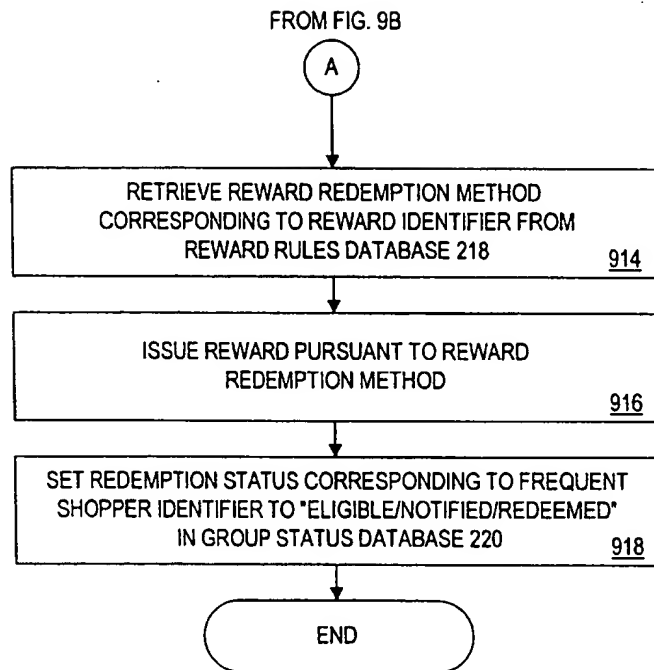 FROM FIG. 9B
A
RETRIEVE REWARD REDEMPTION METHOD
CORRESPONDING TO REWARD IDENTIFIER FROM
REWARD RULES DATABASE 218
914
ISSUE REWARD PURSUANT TO REWARD
REDEMPTION METHOD
916
SET REDEMPTION STATUS CORRESPONDING TO FREQUENT
SHOPPER IDENTIFIER TO "ELIGIBLE/NOTIFIED/REDEEMED"
IN GROUP STATUS DATABASE 220
918
END